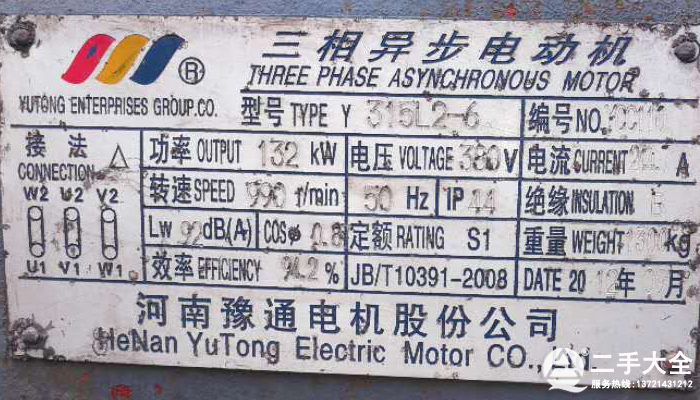 三相异步电动机
THREE PHASE ASYNCHRONOUS MOTOR
®
YUTONG ENTERPRISES GROUP.CO.
型号 TYPE Y 315L2-6 编号 NO.
接法 CONNECTION △
功率 OUTPUT 132 kW 电压 VOLTAGE 380 V 电流 CURRENT A
转速 SPEED 990 r/min 50 Hz IP 44 绝缘 INSULATION
W2 U2 V2
U1 V1 W1
Lw 92 dB(A) COSφ 定额 RATING S1 重量 WEIGHT kg
效率 EFFICIENCY 94.2 % JB/T10391-2008 DATE 20 12 年 月
河南豫通电机股份公司
HeNan YuTong Electric Motor CO.,
二手大全
服务热线:13721431212